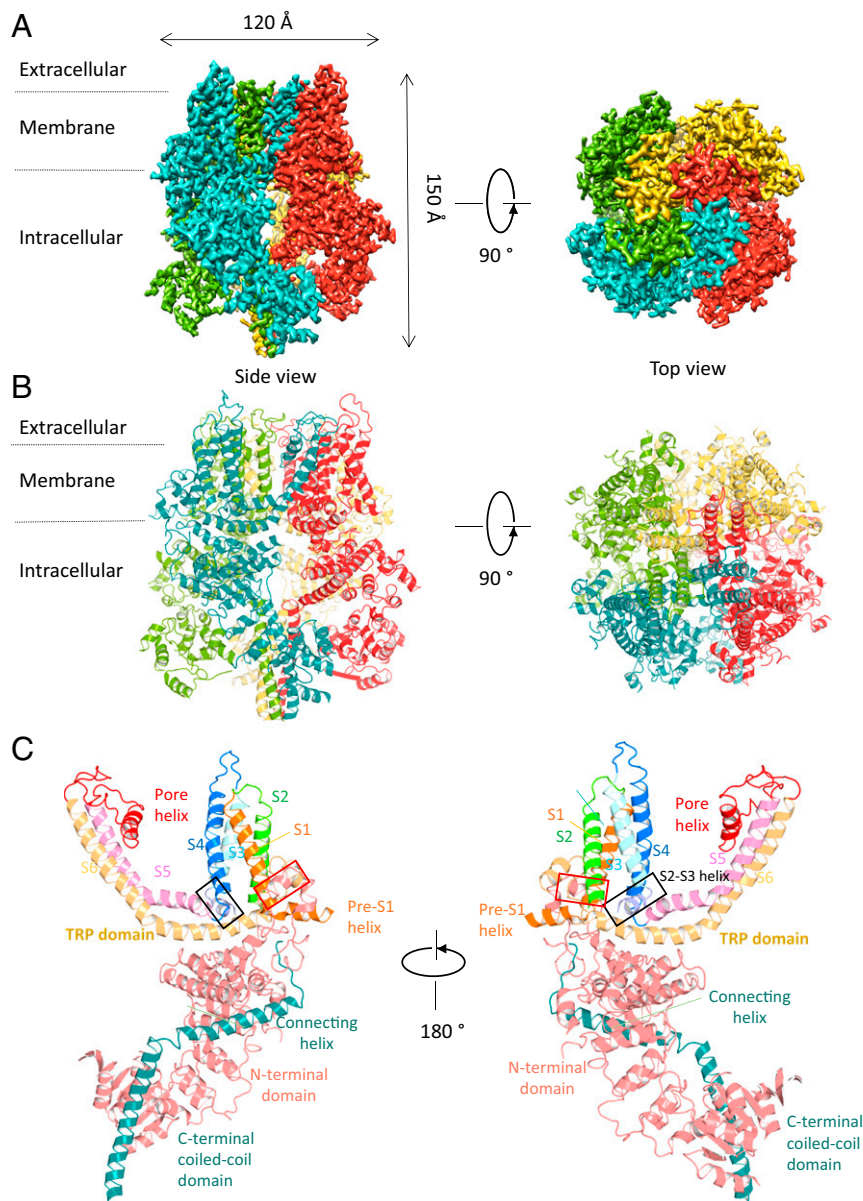 A
120 Å
Extracellular
Membrane
Intracellular
150 Å
90 °
Side view
Top view
B
Extracellular
Membrane
Intracellular
90 °
C
Pore
helix
S6
S5
S4
S3
S2
S1
Pre-S1
helix
TRP domain
Connecting
helix
N-terminal
domain
C-terminal
coiled-coil
domain
180 °
S1
S2
S3
S4
S2-S3 helix
Pore
helix
S5
S6
Pre-S1
helix
TRP domain
Connecting
helix
N-terminal
domain
C-terminal
coiled-coil
domain